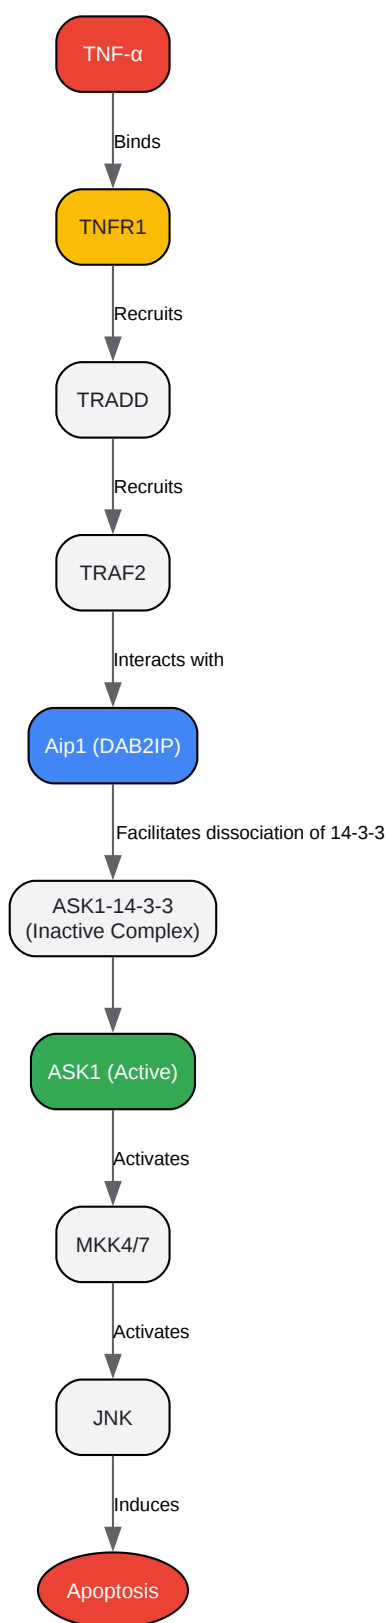 TNF-α
Binds
TNFR1
Recruits
TRADD
Recruits
TRAF2
Interacts with
Aip1 (DAB2IP)
Facilitates dissociation of 14-3-3
ASK1-14-3-3
(Inactive Complex)
ASK1 (Active)
Activates
MKK4/7
Activates
JNK
Induces
Apoptosis